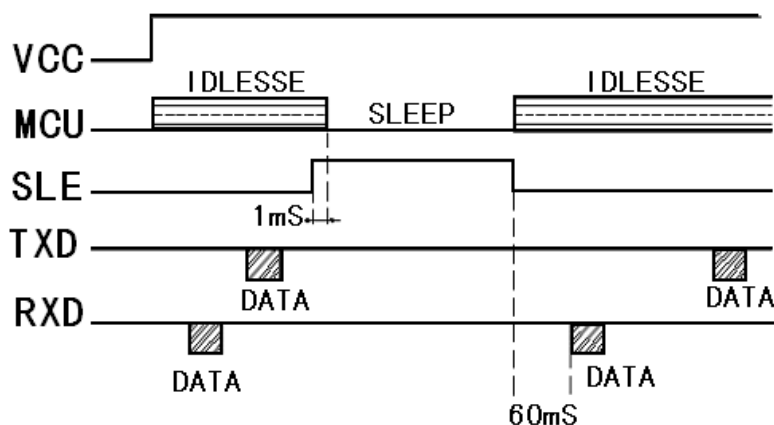 VCC
IDLESSE IDLESSE
MCU SLEEP
SLE
1mS
TXD
DATA DATA
RXD
DATA DATA
60mS